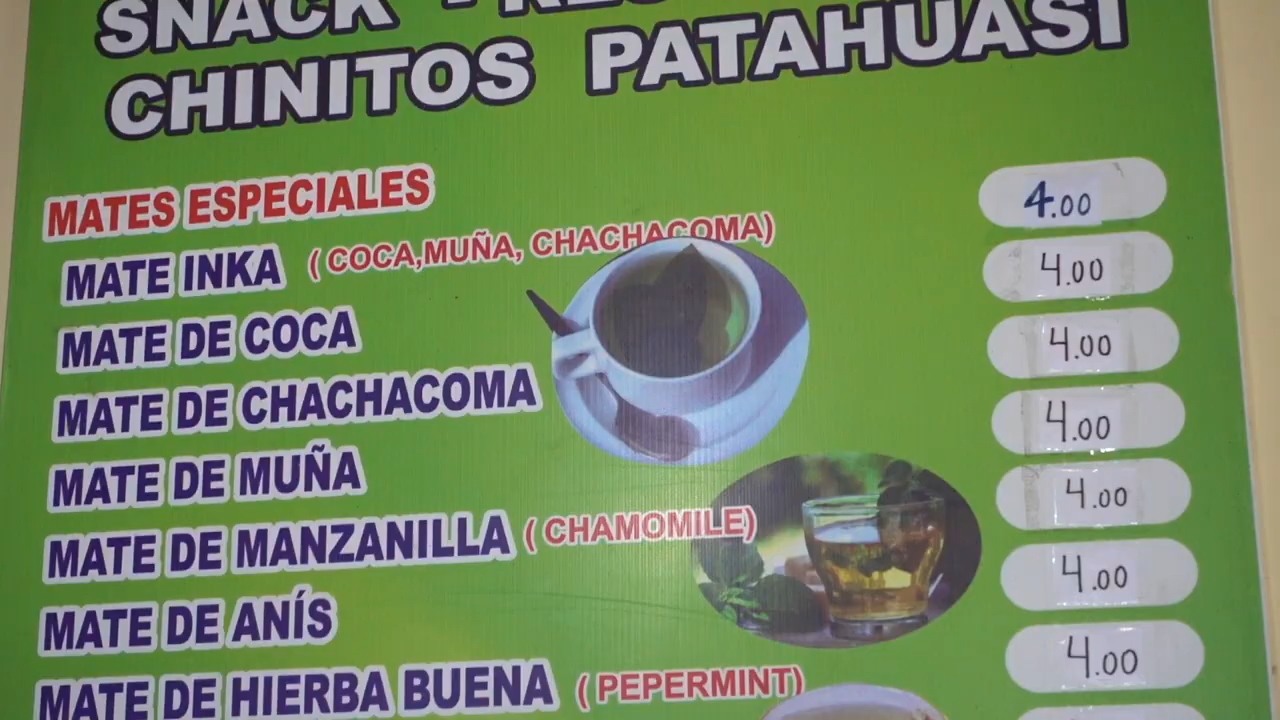 SNACK
CHINITOS PATAHUASI
MATES ESPECIALES
MATE INKA (COCA,MUÑA, CHACHACOMA) 4.00
MATE DE COCA 4.00
MATE DE CHACHACOMA 4.00
MATE DE MUÑA 4.00
MATE DE MANZANILLA (CHAMOMILE) 4.00
MATE DE ANÍS 4.00
MATE DE HIERBA BUENA (PEPERMINT) 4.00